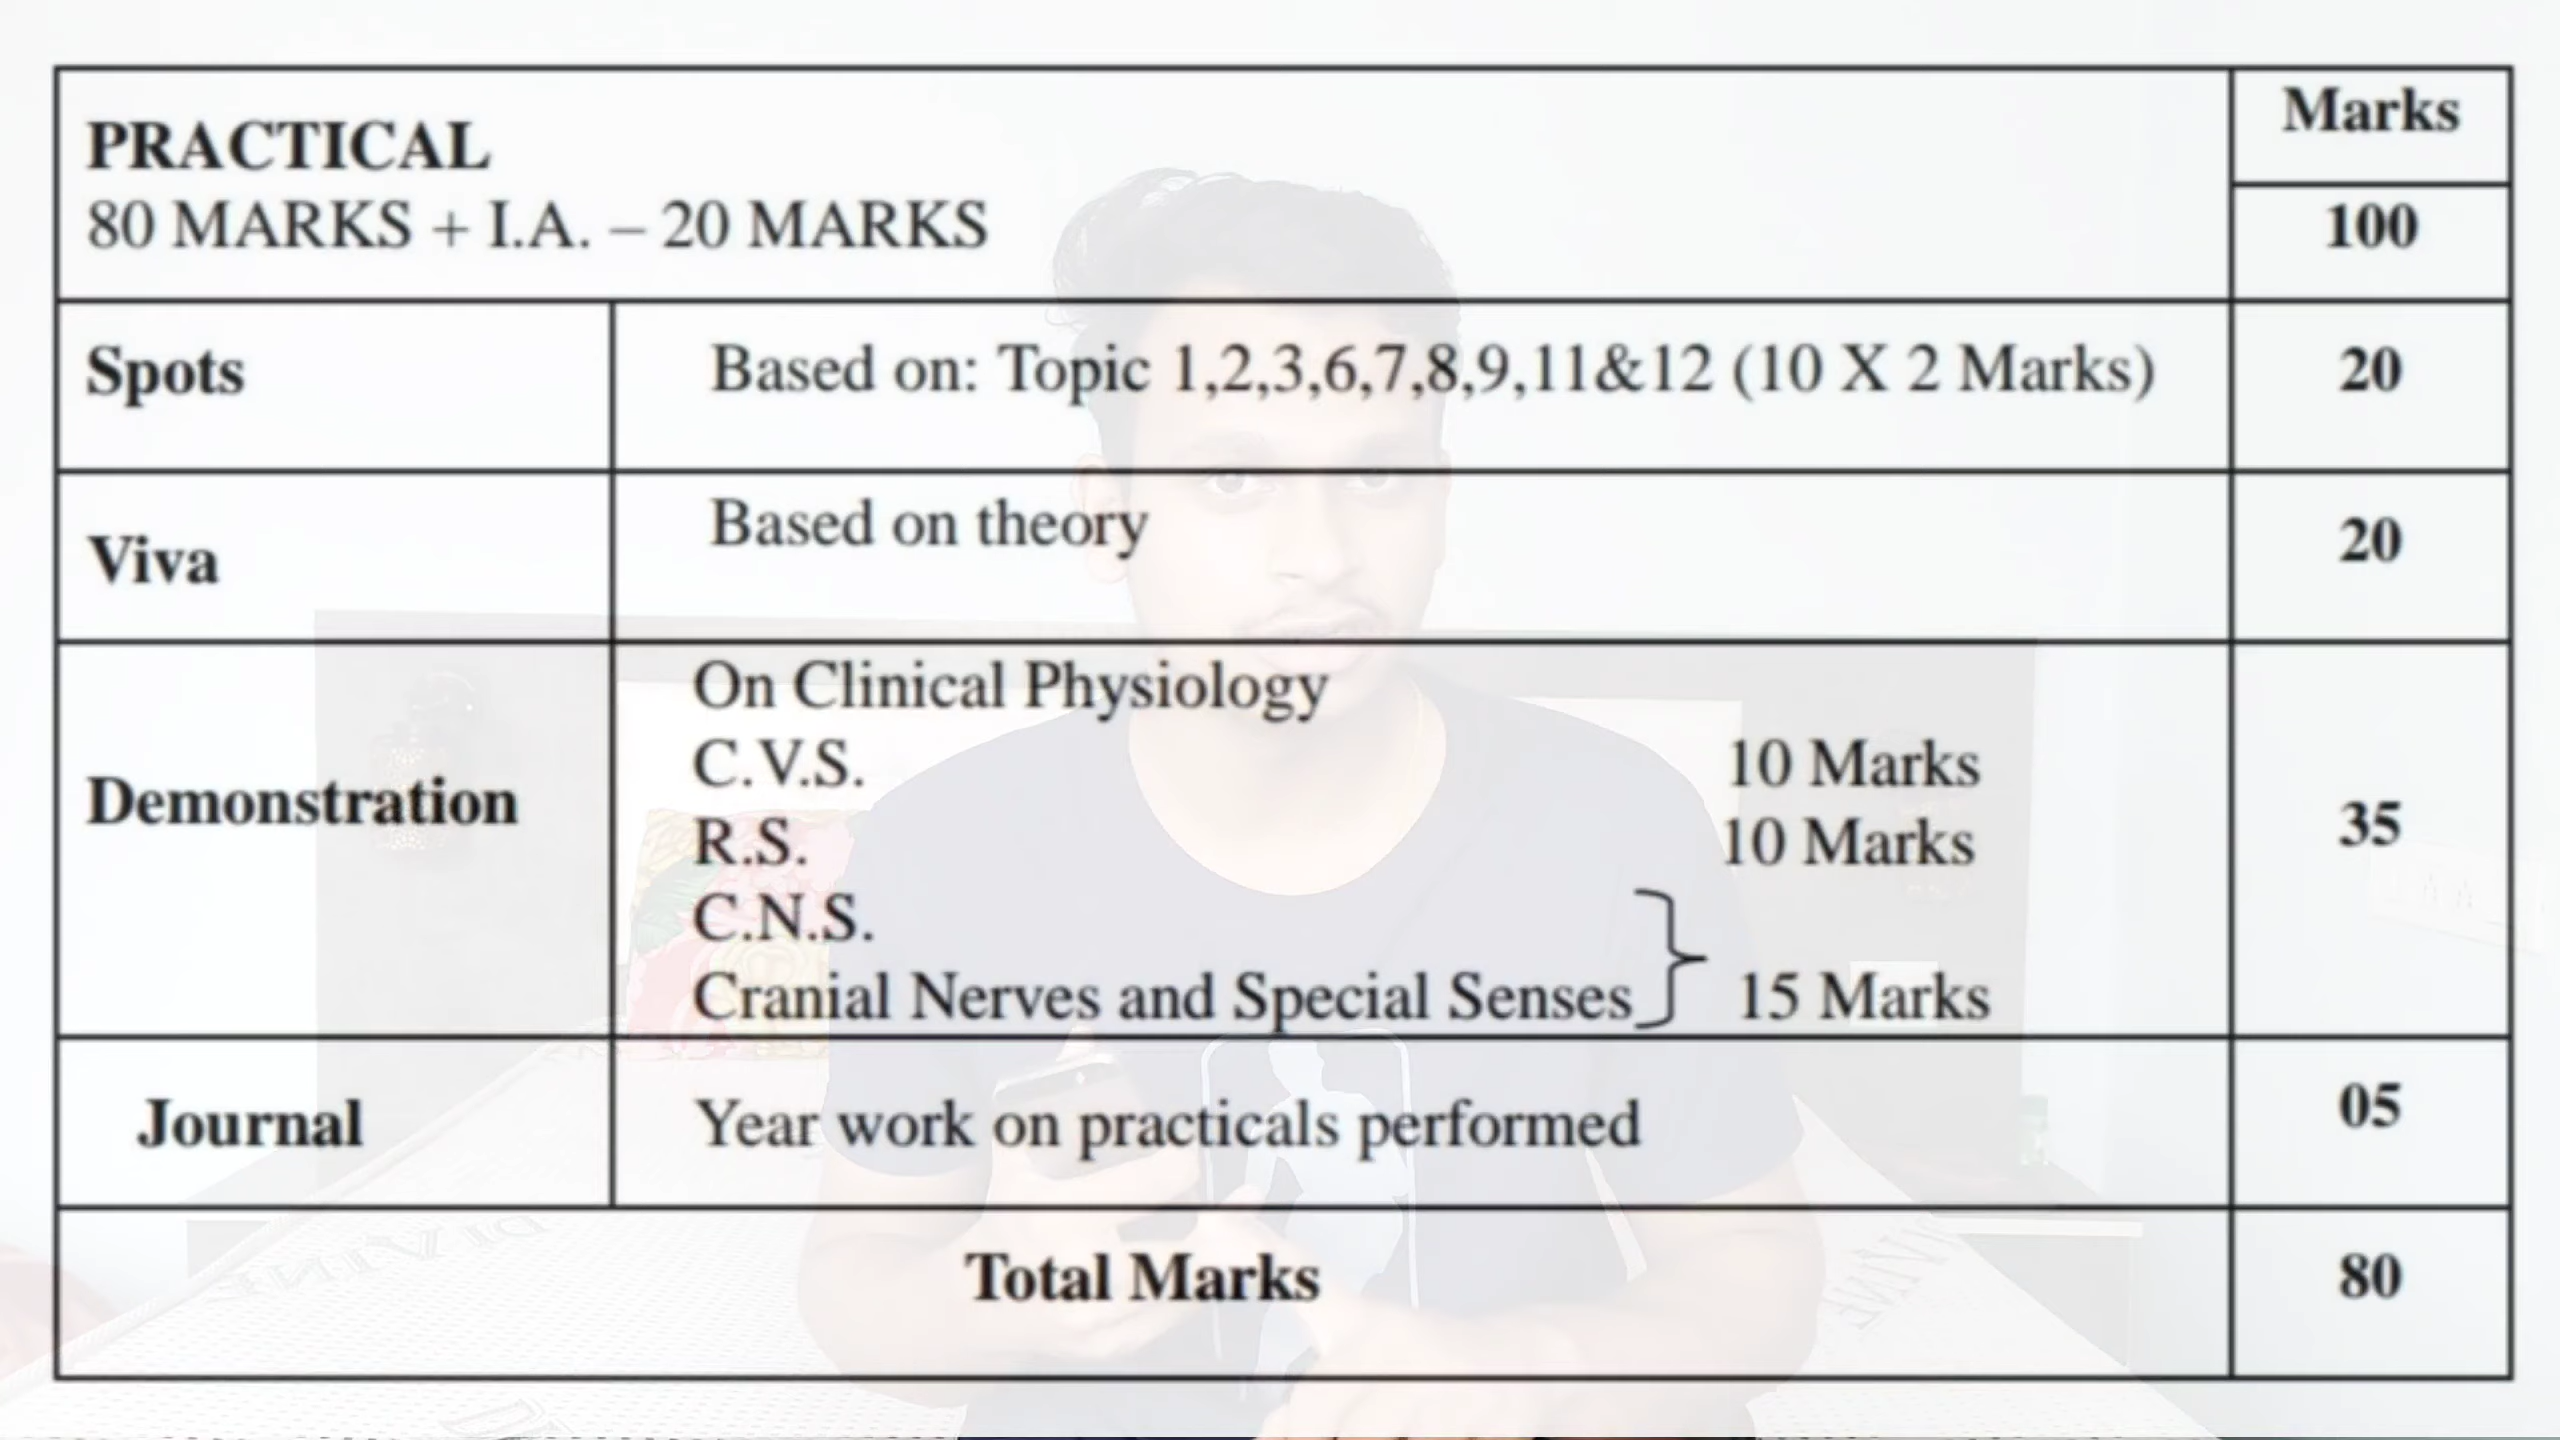 Marks
PRACTICAL
80 MARKS + I.A. – 20 MARKS
100
Spots
Based on: Topic 1,2,3,6,7,8,9,11&12 (10 X 2 Marks)
20
Viva
Based on theory
20
Demonstration
On Clinical Physiology
C.V.S. 10 Marks
R.S. 10 Marks
C.N.S.
Cranial Nerves and Special Senses 15 Marks
35
Journal
Year work on practicals performed
05
Total Marks
80